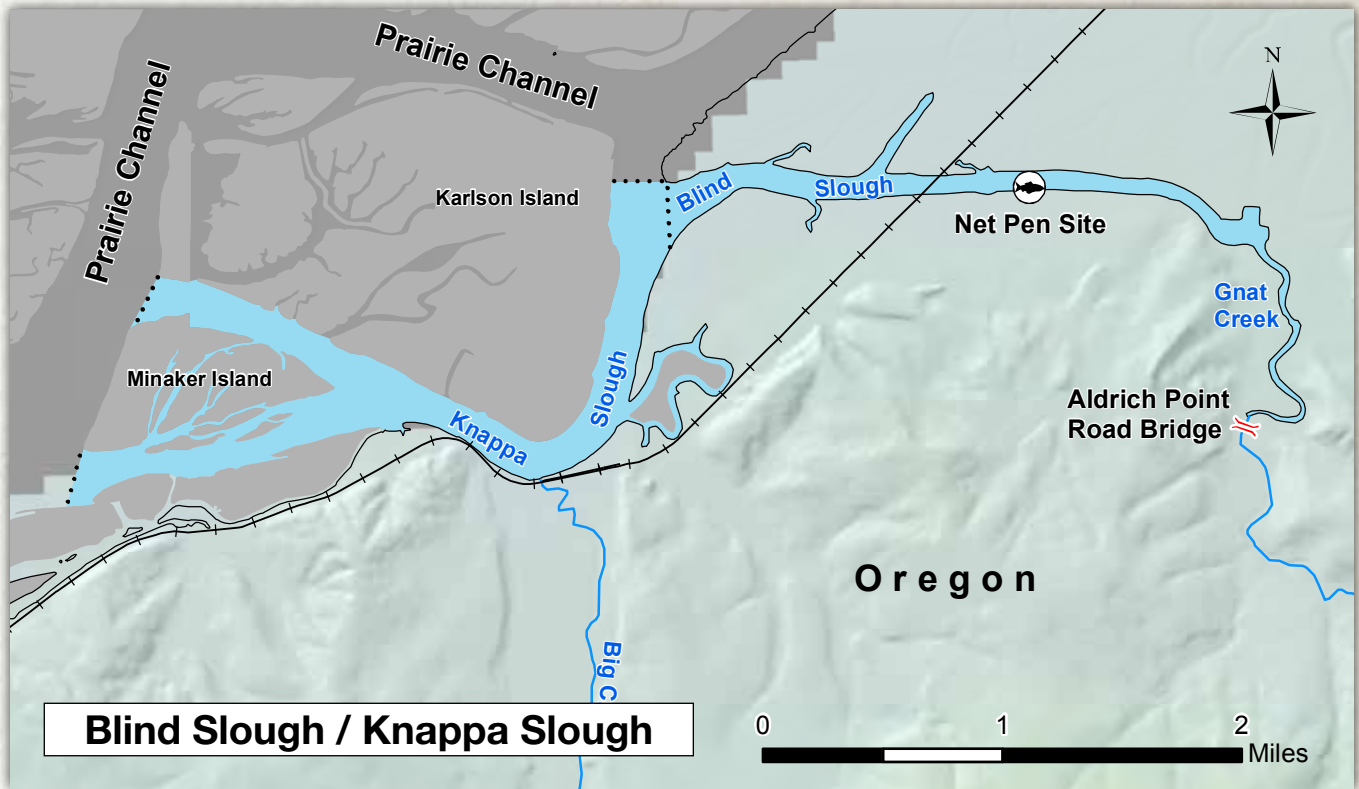 Prairie Channel
Prairie Channel
N
Karlson Island
Blind
Slough
Net Pen Site
Gnat
Creek
Minaker Island
Slough
Knappa
Aldrich Point
Road Bridge
Oregon
Big C
Blind Slough / Knappa Slough
0 1 2
Miles